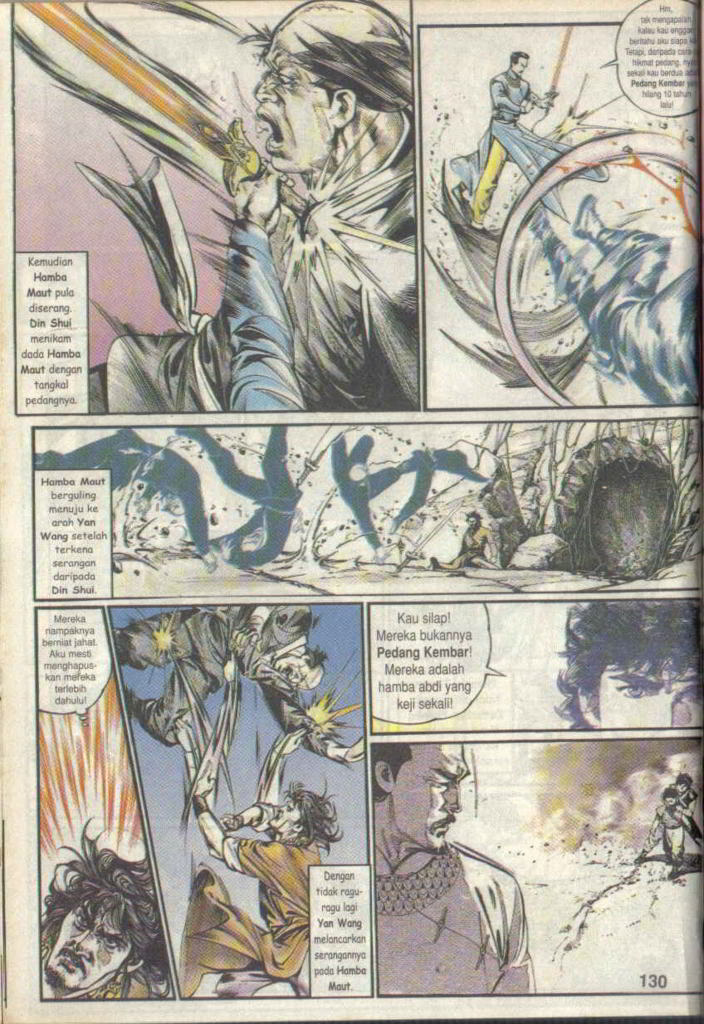 Kemudian
Hamba
Maut pula
diserang.
Din Shui
menikam
dada Hamba
Maut dengan
tangkai
pedangnya.
Hm,
tak mengapalah
kalau kau enggan
beritahu aku siapa
Tetapi, daripada
hikmat pedang,
sekali kau berdua
Pedang Kembar
hilang 10 tahun
lalu!
Hamba Maut
berguling
menuju ke
arah Yan
Wang setelah
terkena
serangan
daripada
Din Shui.
Mereka
nampaknya
berniat jahat.
Aku mesti
menghapus-
kan mereka
terlebih
dahulu!
Dengan
tidak ragu-
ragu lagi
Yan Wang
melancarkan
serangannya
pada Hamba
Maut.
Kau silap!
Mereka bukannya
Pedang Kembar!
Mereka adalah
hamba abdi yang
keji sekali!
130